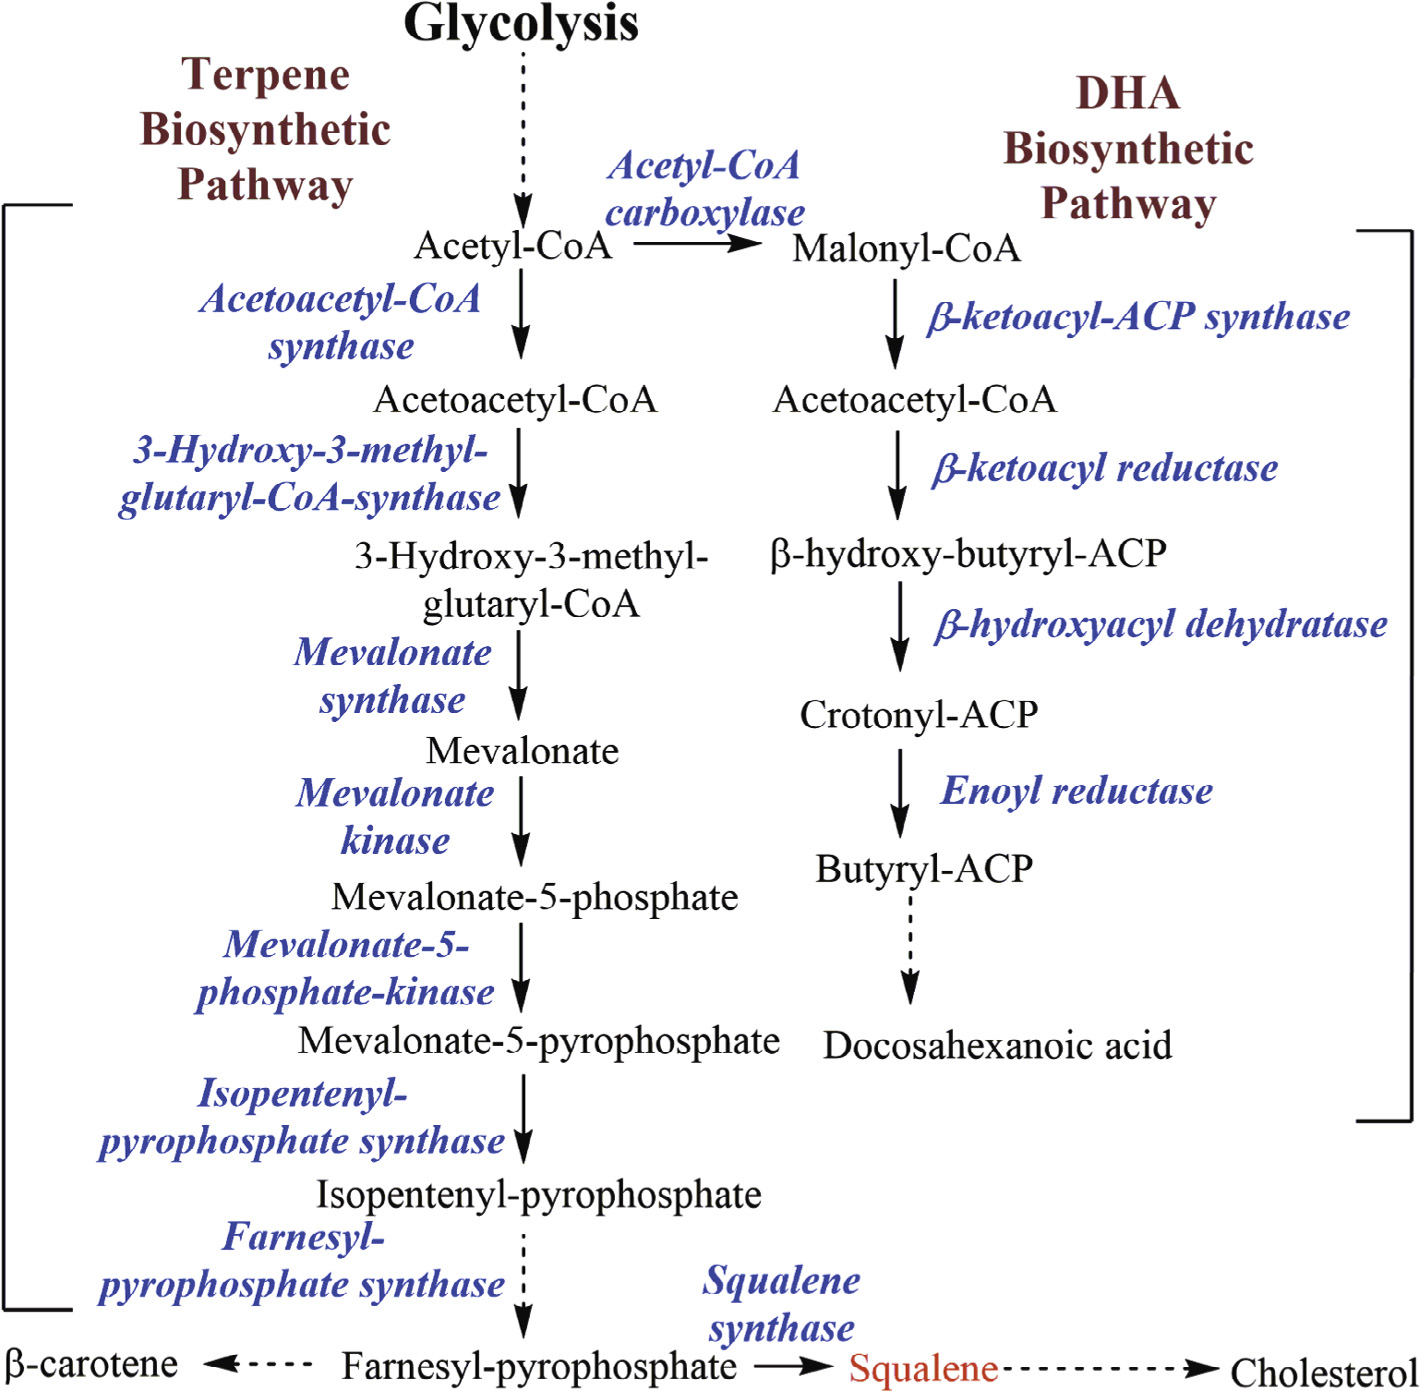 Glycolysis
Terpene
Biosynthetic
Pathway
DHA
Biosynthetic
Pathway
Acetyl-CoA
carboxylase
Acetyl-CoA
Malonyl-CoA
Acetoacetyl-CoA
synthase
β-ketoacyl-ACP synthase
Acetoacetyl-CoA
Acetoacetyl-CoA
3-Hydroxy-3-methyl-
glutaryl-CoA-synthase
β-ketoacyl reductase
3-Hydroxy-3-methyl-
glutaryl-CoA
β-hydroxy-butyryl-ACP
Mevalonate
synthase
β-hydroxyacyl dehydratase
Mevalonate
Crotonyl-ACP
Mevalonate
kinase
Enoyl reductase
Mevalonate-5-phosphate
Butyryl-ACP
Mevalonate-5-
phosphate-kinase
Mevalonate-5-pyrophosphate
Docosahexanoic acid
Isopentenyl-
pyrophosphate synthase
Isopentenyl-pyrophosphate
Farnesyl-
pyrophosphate synthase
Squalene
synthase
β-carotene
Farnesyl-pyrophosphate
Squalene
Cholesterol